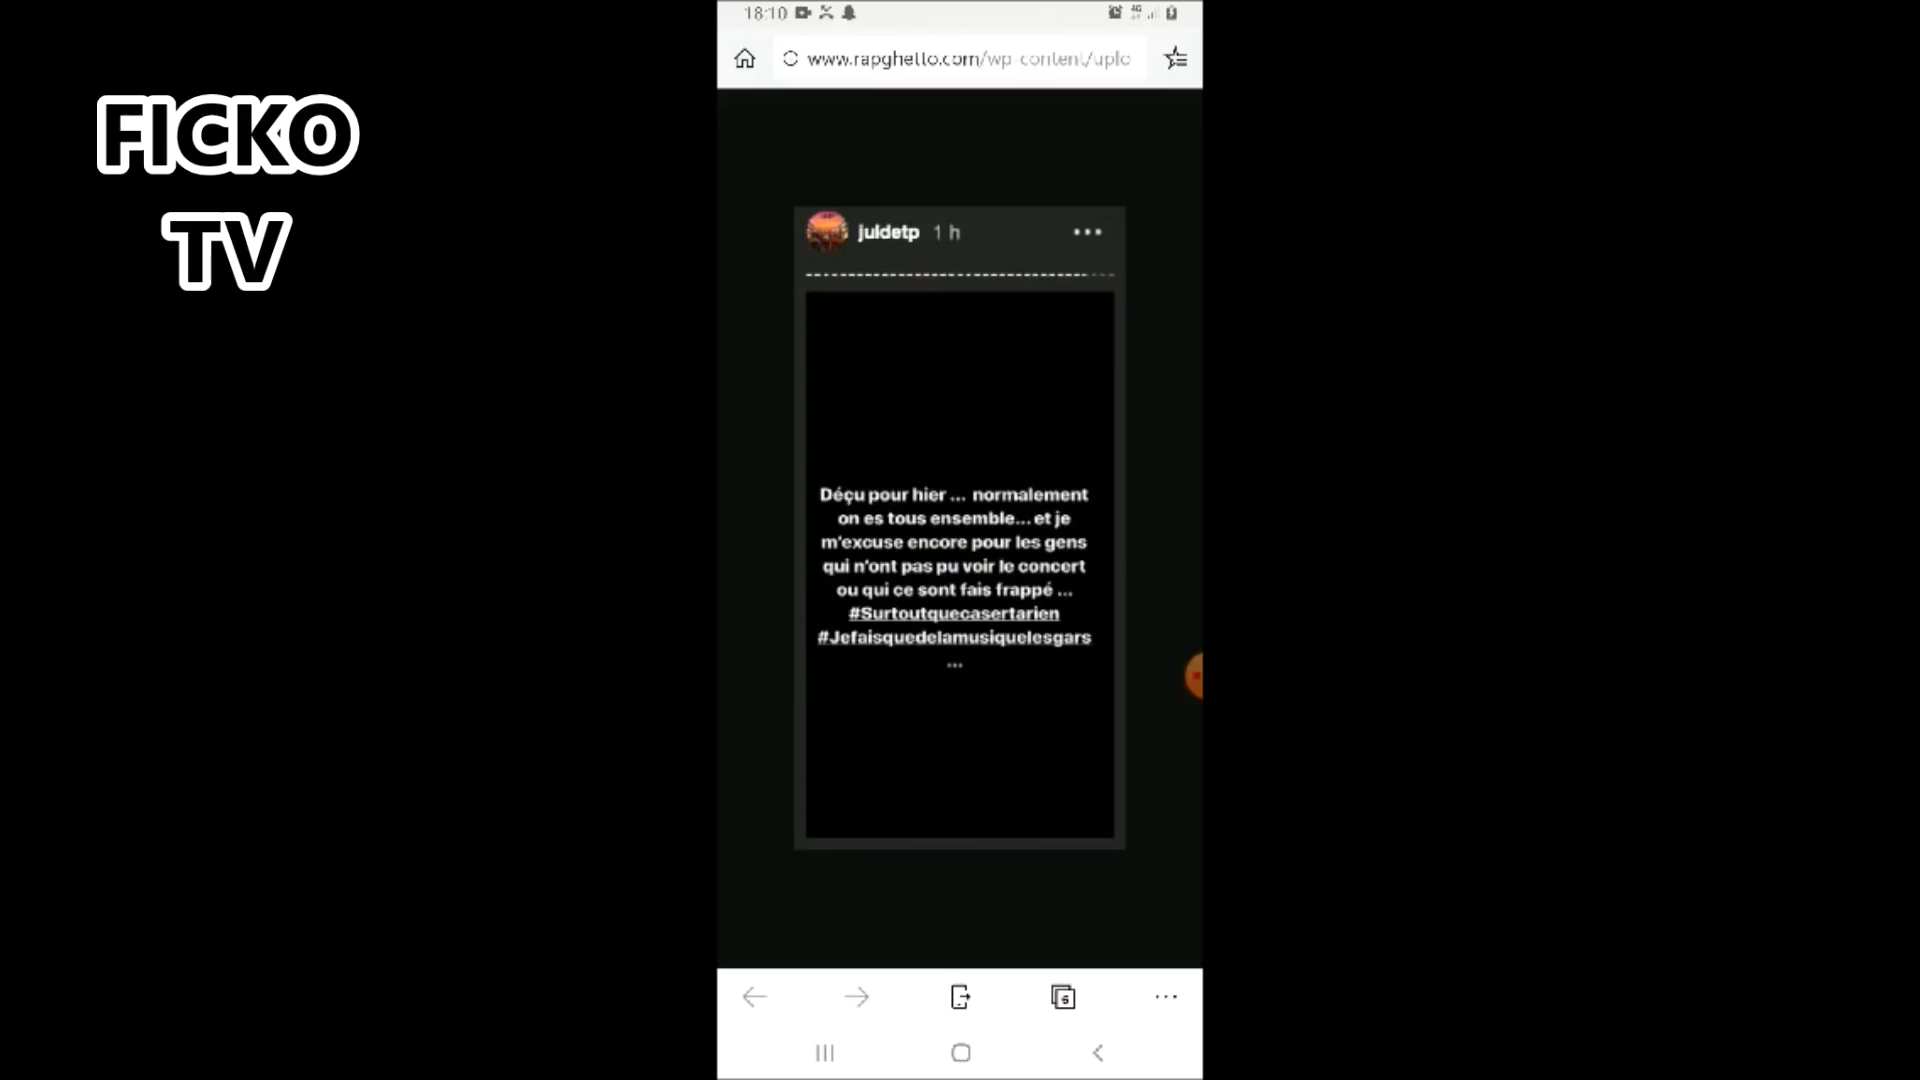 FICKO
TV
18:10
www.rapghetto.com/wp-content/uplo
juldetp 1 h
Déçu pour hier ... normalement
on es tous ensemble... et je
m'excuse encore pour les gens
qui n'ont pas pu voir le concert
ou qui ce sont fais frappé ...
#Surtoutquecasertarien
#Jefaisquedelamusiquelesgars
...
6